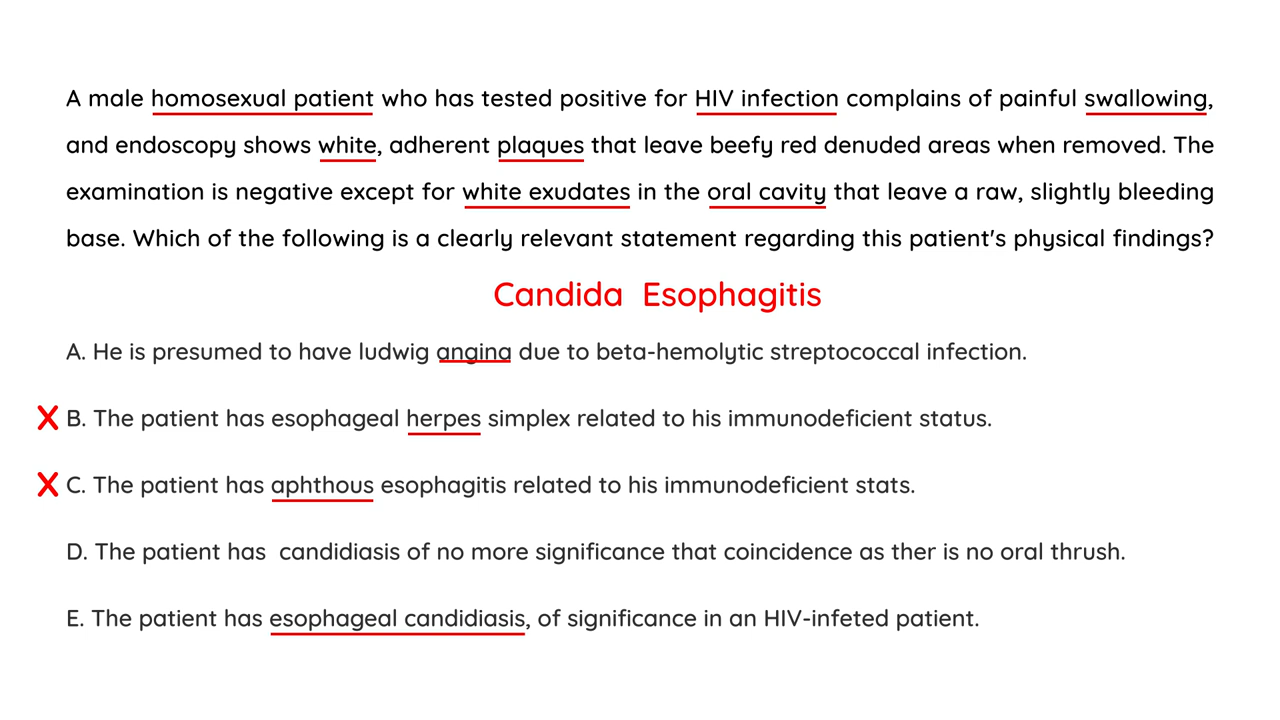 A male homosexual patient who has tested positive for HIV infection complains of painful swallowing,
and endoscopy shows white, adherent plaques that leave beefy red denuded areas when removed. The
examination is negative except for white exudates in the oral cavity that leave a raw, slightly bleeding
base. Which of the following is a clearly relevant statement regarding this patient's physical findings?
Candida Esophagitis
A. He is presumed to have ludwig angina due to beta-hemolytic streptococcal infection.
X B. The patient has esophageal herpes simplex related to his immunodeficient status.
X C. The patient has aphthous esophagitis related to his immunodeficient stats.
D. The patient has candidiasis of no more significance that coincidence as ther is no oral thrush.
E. The patient has esophageal candidiasis, of significance in an HIV-infeted patient.